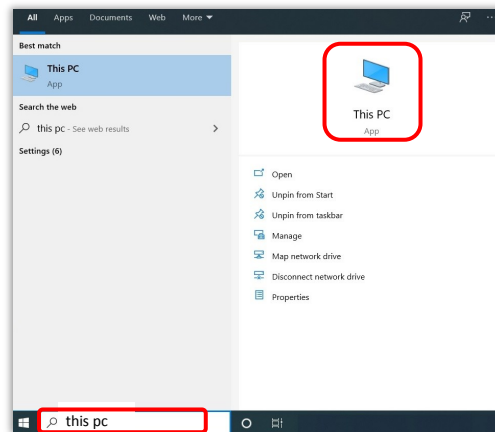 All Apps Documents Web More ▼
Best match
This PC
App
Search the web
this pc - See web results
Settings (6)
This PC
App
Open
Unpin from Start
Unpin from taskbar
Manage
Map network drive
Disconnect network drive
Properties
this pc